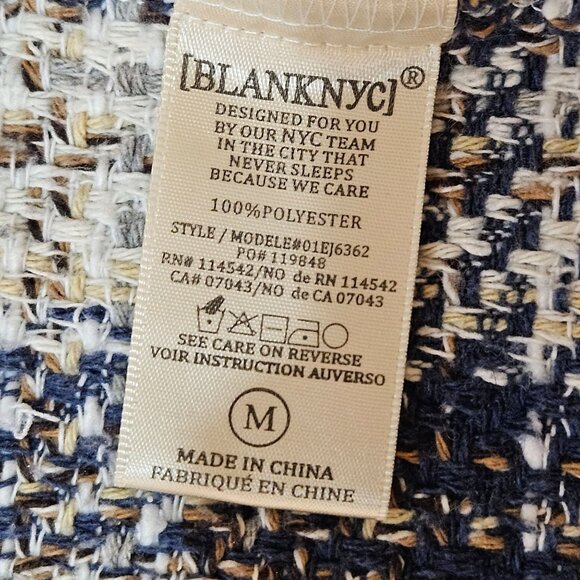 [BLANKNYC]®
DESIGNED FOR YOU
BY OUR NYC TEAM
IN THE CITY THAT
NEVER SLEEPS
BECAUSE WE CARE
100%POLYESTER
STYLE / MODELE#01EJ6362
PO# 119848
RN# 114542/NO de RN 114542
CA# 07043/NO de CA 07043
SEE CARE ON REVERSE
VOIR INSTRUCTION AUVERSO
M
MADE IN CHINA
FABRIQUÉ EN CHINE